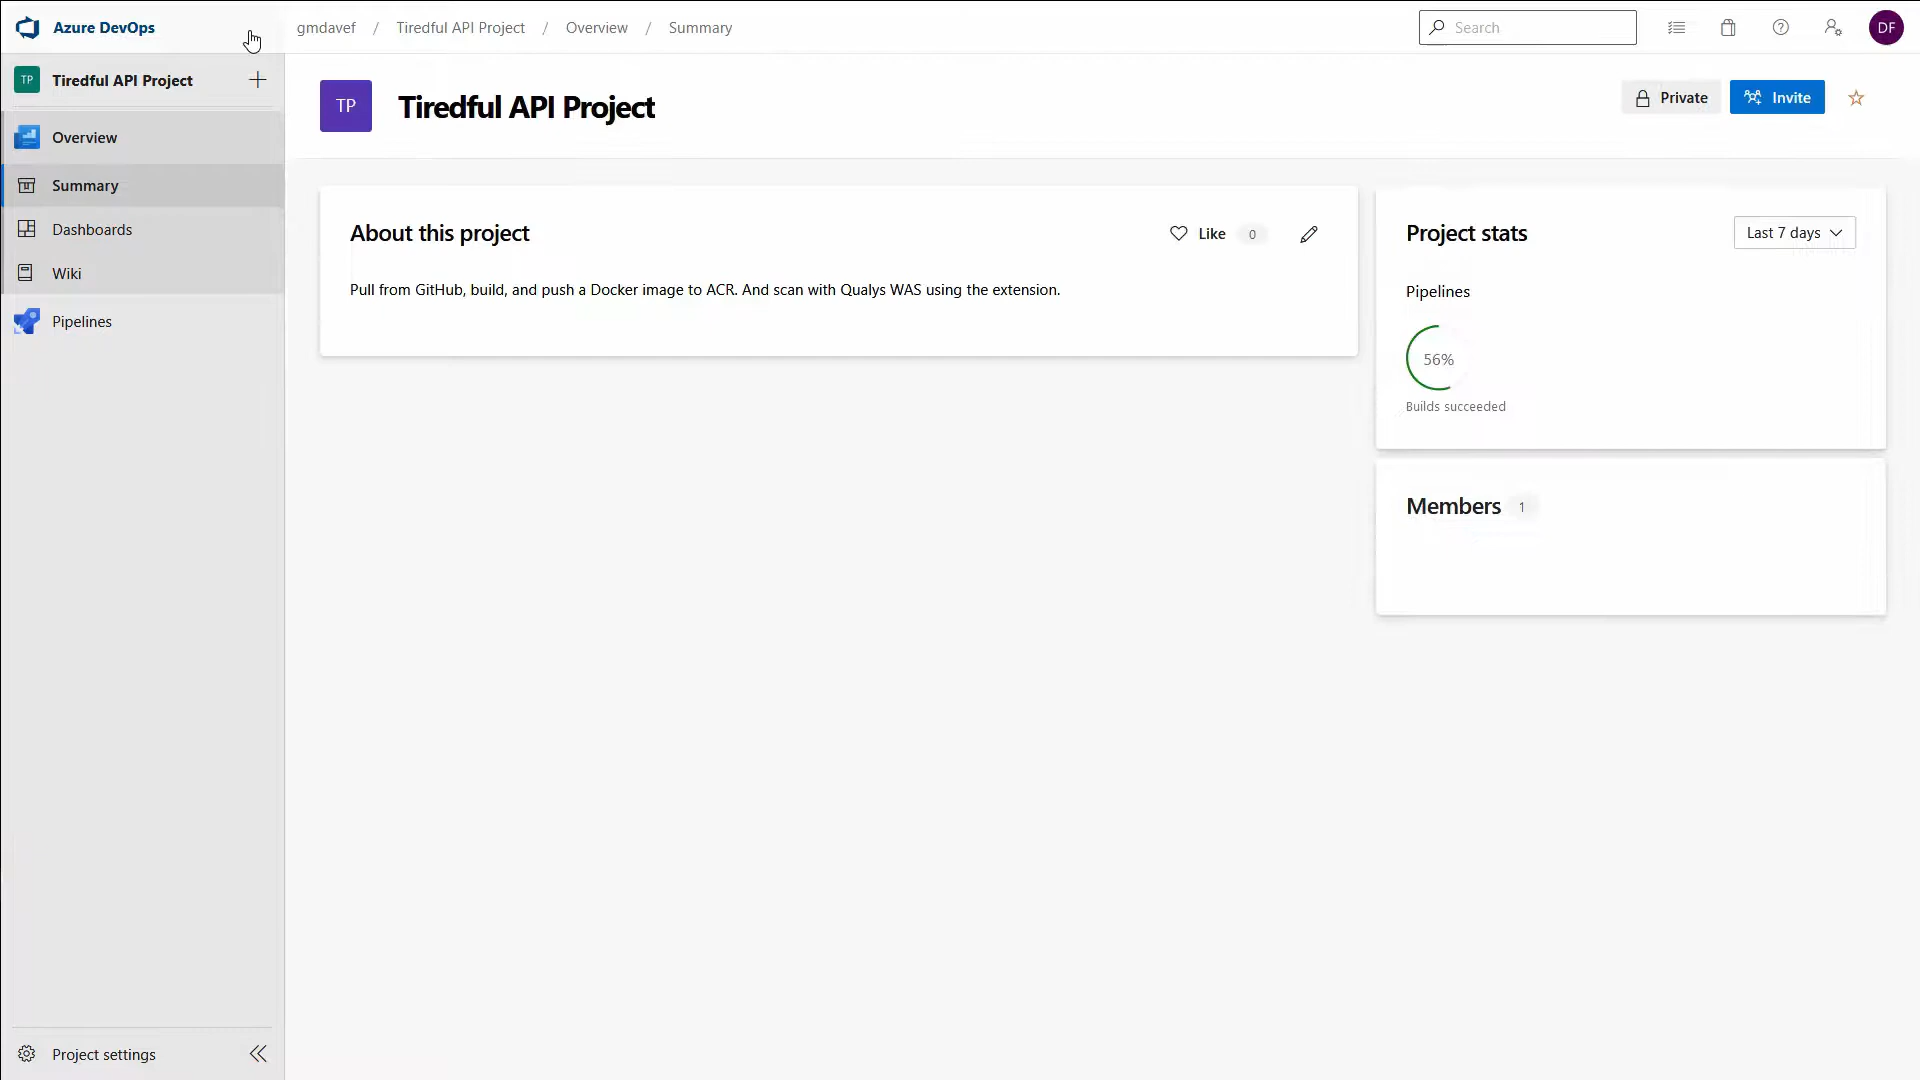 Azure DevOps
gmdavef / Tiredful API Project / Overview / Summary
Search
DF
TP Tiredful API Project
Overview
Summary
Dashboards
Wiki
Pipelines
TP
Tiredful API Project
Private
Invite
About this project
Like 0
Pull from GitHub, build, and push a Docker image to ACR. And scan with Qualys WAS using the extension.
Project stats
Last 7 days
Pipelines
56%
Builds succeeded
Members 1
Project settings